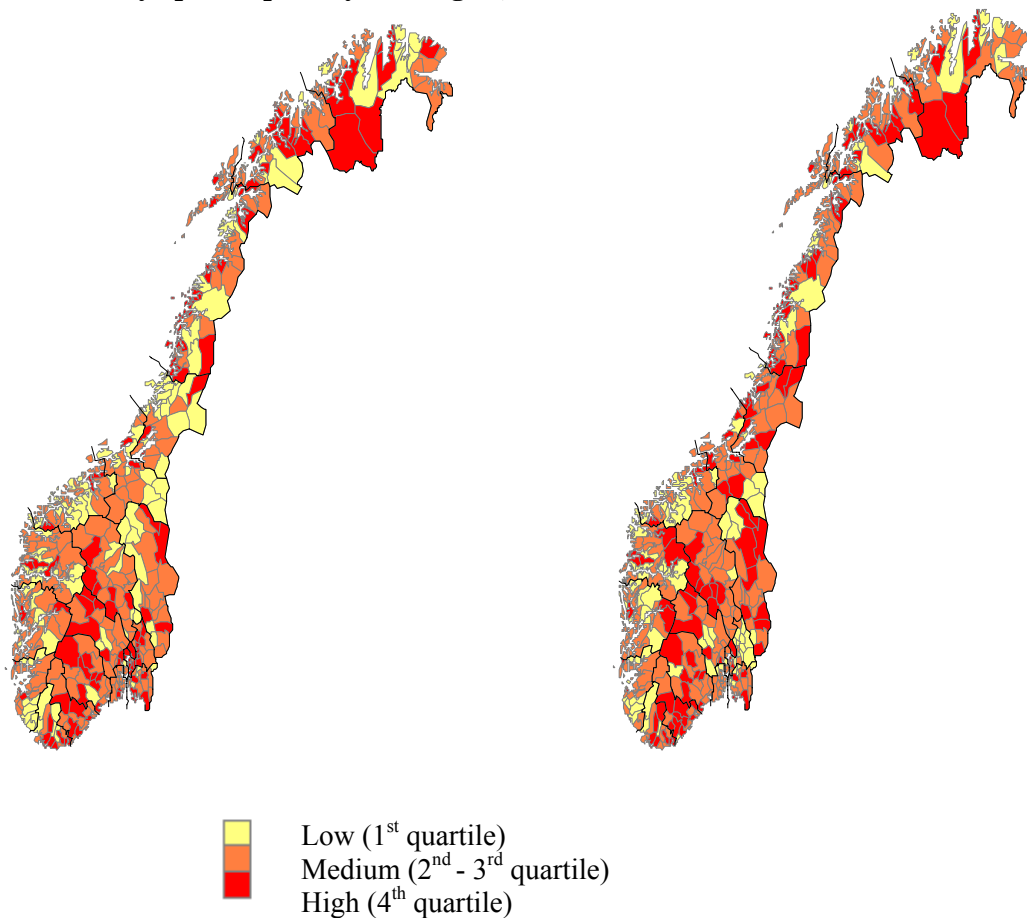 Low (1st quartile)
Medium (2nd - 3rd quartile)
High (4th quartile)